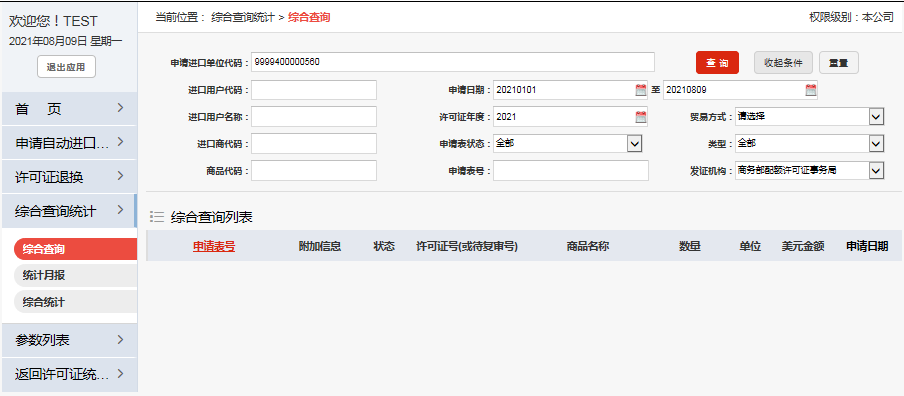 欢迎您！TEST
2021年08月09日 星期一
退出应用
首 页
申请自动进口...
许可证退换
综合查询统计
综合查询
统计月报
综合统计
参数列表
返回许可证统...
当前位置： 综合查询统计 > 综合查询
权限级别：本公司
申请进口单位代码： 9999400000560
查 询 收起条件 重置
进口用户代码： 申请日期： 20210101 至 20210809
进口用户名称： 许可证年度： 2021 贸易方式： 请选择
进口商代码： 申请表状态： 全部 类型： 全部
商品代码： 申请表号： 发证机构： 商务部配额许可证事务局
综合查询列表
申请表号 附加信息 状态 许可证号(或待复审号) 商品名称 数量 单位 美元金额 申请日期